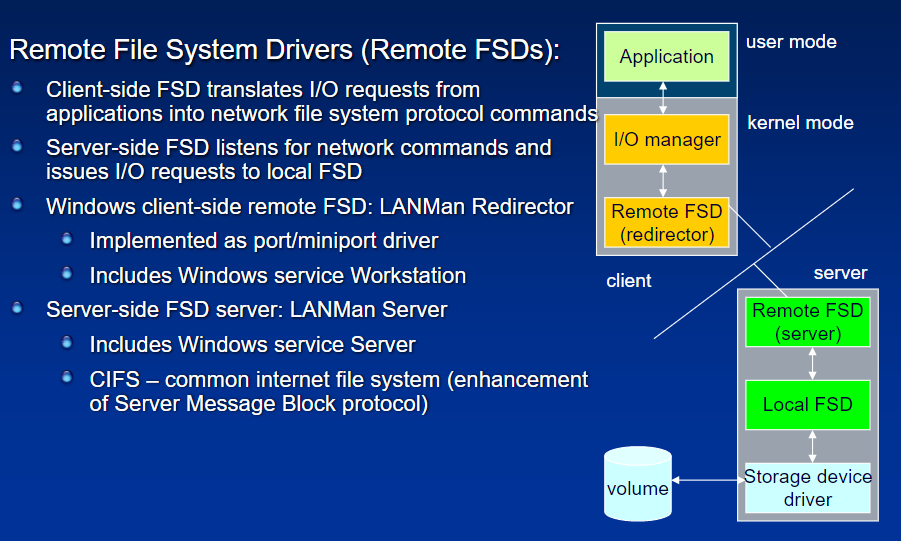 Remote File System Drivers (Remote FSDs):
Client-side FSD translates I/O requests from
applications into network file system protocol commands
Server-side FSD listens for network commands and
issues I/O requests to local FSD
Windows client-side remote FSD: LANMan Redirector
Implemented as port/miniport driver
Includes Windows service Workstation
Server-side FSD server: LANMan Server
Includes Windows service Server
CIFS – common internet file system (enhancement
of Server Message Block protocol)
Application
user mode
kernel mode
I/O manager
Remote FSD
(redirector)
client
server
Remote FSD
(server)
Local FSD
Storage device
driver
volume